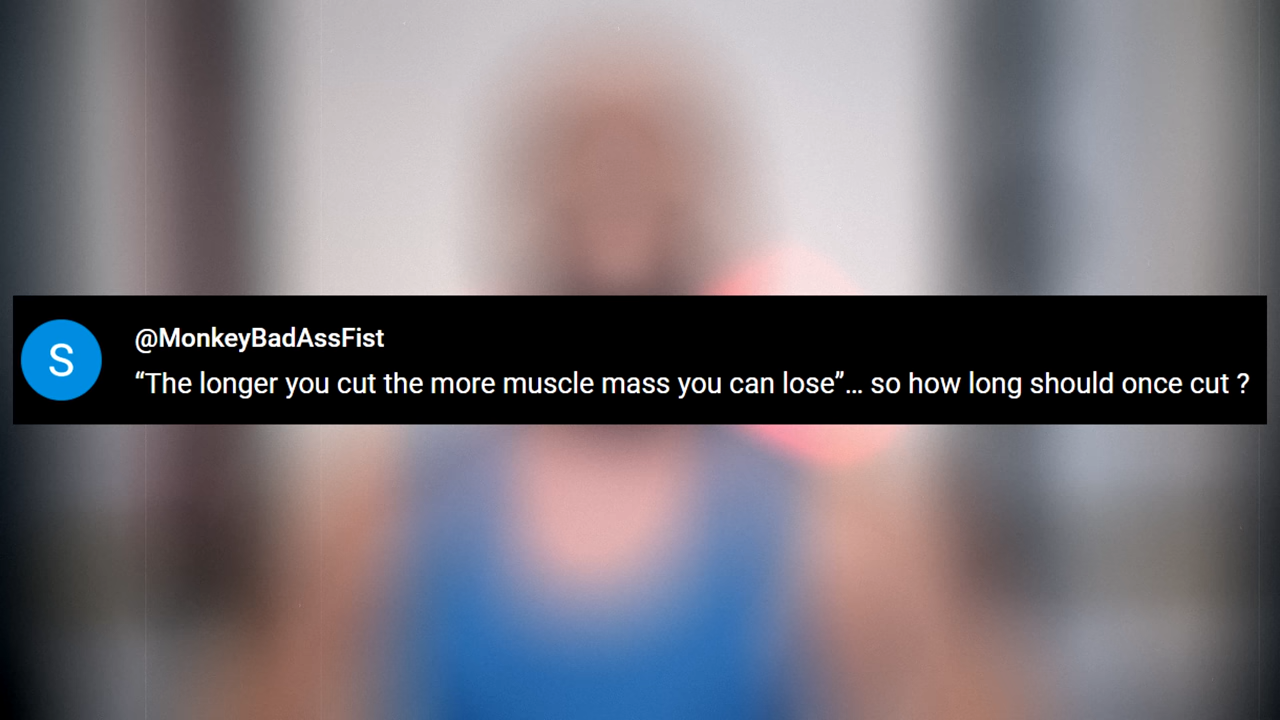 S
@MonkeyBadAssFist
“The longer you cut the more muscle mass you can lose”... so how long should once cut ?